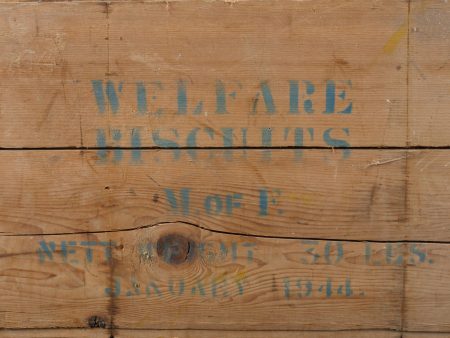 WELFARE
BISCUITS
M. OF F.
NETT WEIGHT 30 LBS.
JANUARY 1944.